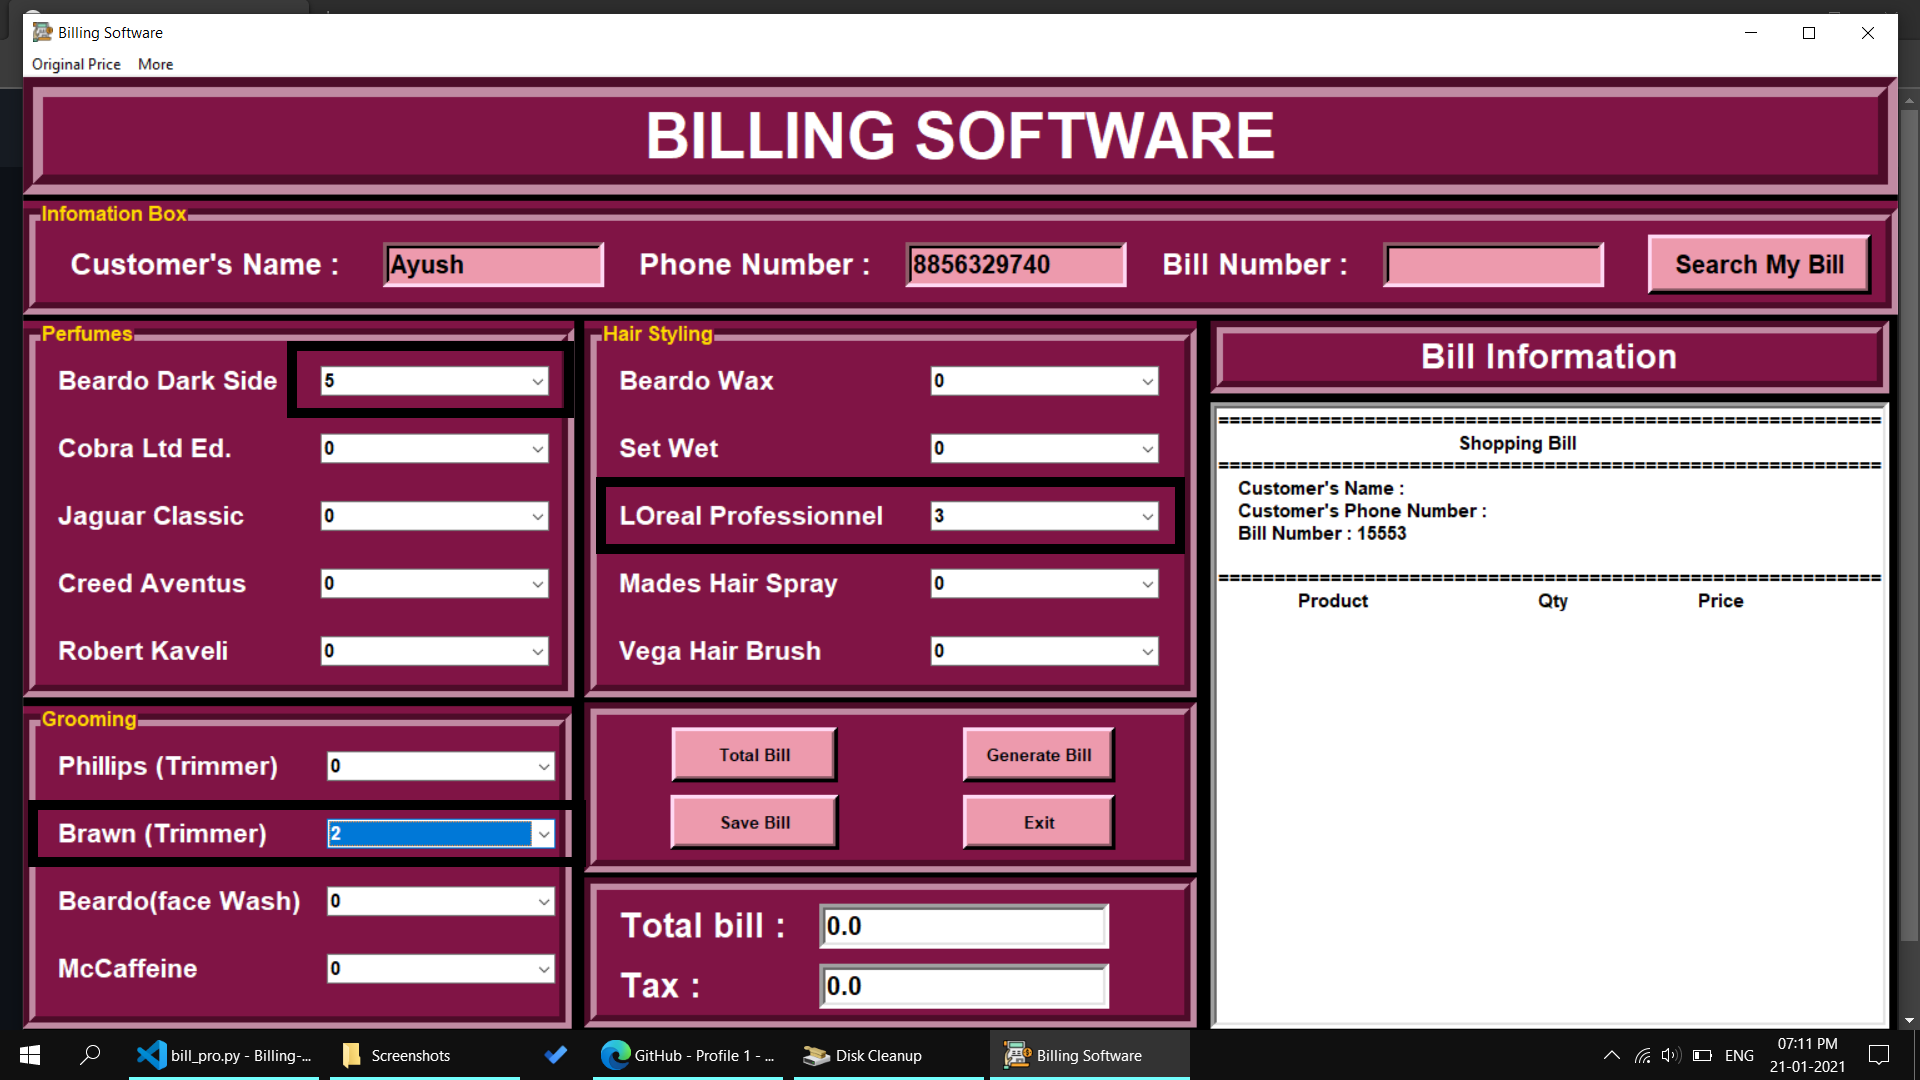 Billing Software
Original Price More
BILLING SOFTWARE
Infomation Box
Customer's Name : Ayush Phone Number : 8856329740 Bill Number : Search My Bill
Perfumes
Beardo Dark Side 5
Cobra Ltd Ed. 0
Jaguar Classic 0
Creed Aventus 0
Robert Kaveli 0
Hair Styling
Beardo Wax 0
Set Wet 0
LOreal Professionnel 3
Mades Hair Spray 0
Vega Hair Brush 0
Bill Information
===========================================================
Shopping Bill
===========================================================
Customer's Name :
Customer's Phone Number :
Bill Number : 15553
===========================================================
Product Qty Price
Grooming
Phillips (Trimmer) 0
Brawn (Trimmer) 2
Beardo(face Wash) 0
McCaffeine 0
Total Bill Generate Bill
Save Bill Exit
Total bill : 0.0
Tax : 0.0
bill_pro.py - Billing-... Screenshots GitHub - Profile 1 - ... Disk Cleanup Billing Software ENG 07:11 PM
21-01-2021